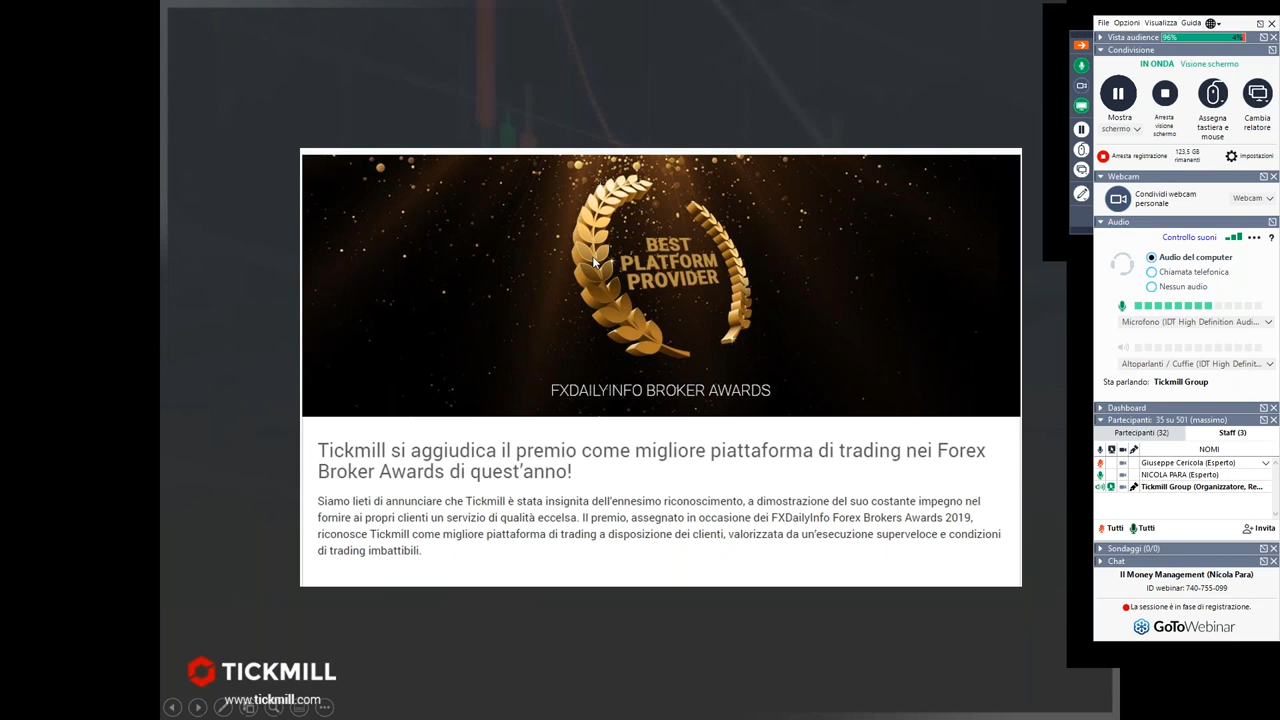 BEST
PLATFORM
PROVIDER
FXDAILYINFO BROKER AWARDS
Tickmill si aggiudica il premio come migliore piattaforma di trading nei Forex
Broker Awards di quest'anno!
Siamo lieti di annunciare che Tickmill è stata insignita dell'ennesimo riconoscimento, a dimostrazione del suo costante impegno nel
fornire ai propri clienti un servizio di qualità eccelsa. Il premio, assegnato in occasione dei FXDailyInfo Forex Brokers Awards 2019,
riconosce Tickmill come migliore piattaforma di trading a disposizione dei clienti, valorizzata da un'esecuzione superveloce e condizioni
di trading imbattibili.
TICKMILL
www.tickmill.com
File Opzioni Visualizza Guida
Vista audience 96% 4%
Condivisione
IN ONDA Visione schermo
Mostra
schermo
Arresta
visione
schermo
Assegna
tastiera e
mouse
Cambia
relatore
Arresta registrazione
123,5 GB
rimanenti
Impostazioni
Webcam
Condividi webcam
personale
Webcam
Audio
Controllo suoni ?
Audio del computer
Chiamata telefonica
Nessun audio
Microfono (IDT High Definition Audi...
Altoparlanti / Cuffie (IDT High Definit...
Sta parlando: Tickmill Group
Dashboard
Partecipanti: 35 su 501 (massimo)
Partecipanti (32) Staff (3)
NOMI
Giuseppe Cericola (Esperto)
NICOLA PARA (Esperto)
Tickmill Group (Organizzatore, Re...
Tutti Tutti Invita
Sondaggi (0/0)
Chat
Il Money Management (Nicola Para)
ID webinar: 740-755-099
La sessione è in fase di registrazione.
GoToWebinar